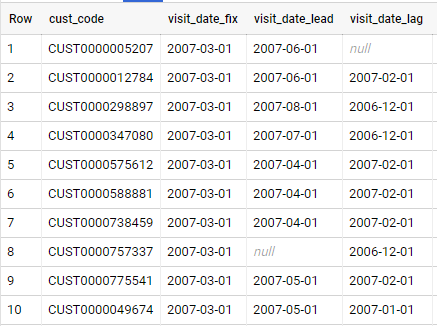 Row cust_code visit_date_fix visit_date_lead visit_date_lag
1 CUST0000005207 2007-03-01 2007-06-01 null
2 CUST0000012784 2007-03-01 2007-06-01 2007-02-01
3 CUST0000298897 2007-03-01 2007-08-01 2006-12-01
4 CUST0000347080 2007-03-01 2007-07-01 2006-12-01
5 CUST0000575612 2007-03-01 2007-04-01 2007-02-01
6 CUST0000588881 2007-03-01 2007-04-01 2007-02-01
7 CUST0000738459 2007-03-01 2007-04-01 2007-02-01
8 CUST0000757337 2007-03-01 null 2006-12-01
9 CUST0000775541 2007-03-01 2007-05-01 2007-02-01
10 CUST0000049674 2007-03-01 2007-05-01 2007-01-01